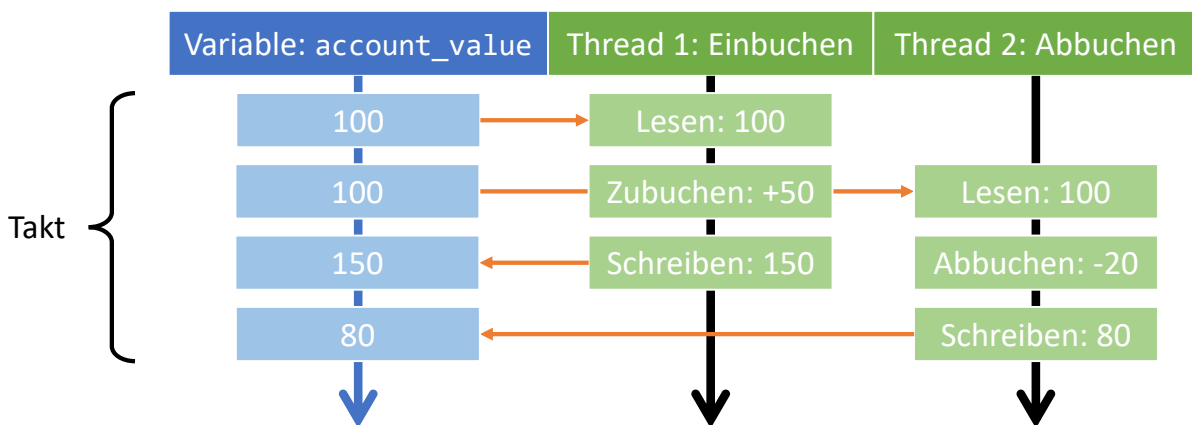 Variable: account_value
Thread 1: Einbuchen
Thread 2: Abbuchen
100
Lesen: 100
100
Zubuchen: +50
Lesen: 100
Takt
150
Schreiben: 150
Abbuchen: -20
80
Schreiben: 80